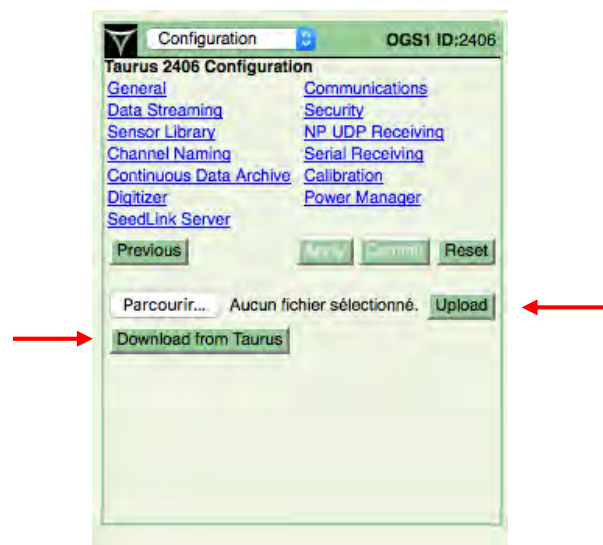 Configuration OGS1 ID:2406
Taurus 2406 Configuration
General Communications
Data Streaming Security
Sensor Library NP UDP Receiving
Channel Naming Serial Receiving
Continuous Data Archive Calibration
Digitizer Power Manager
SeedLink Server
Previous Apply Commit Reset
Parcourir... Aucun fichier sélectionné. Upload
Download from Taurus